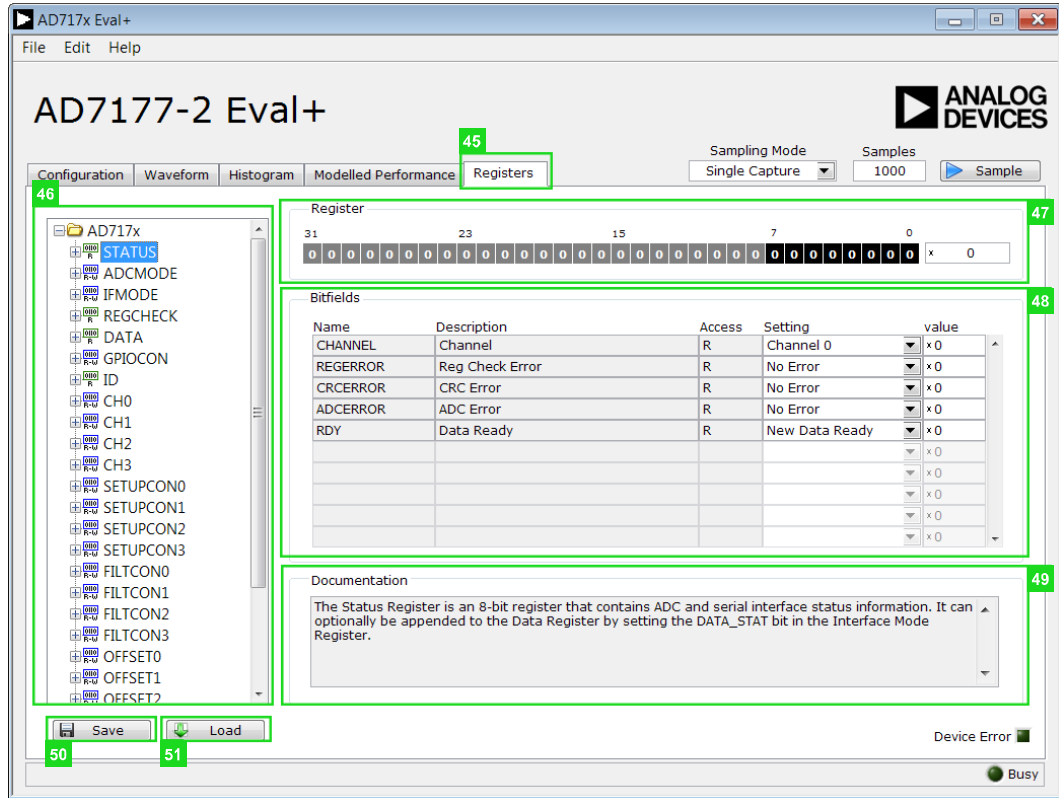 AD717x Eval+
File Edit Help
AD7177-2 Eval+
ANALOG
DEVICES
45
Sampling Mode Samples
Configuration Waveform Histogram Modelled Performance Registers Single Capture 1000 Sample
46
47
Register
31 23 15 7 0
0 0 0 0 0 0 0 0 0 0 0 0 0 0 0 0 0 0 0 0 0 0 0 0 0 0 0 0 0 0 0 0 x 0
AD717x
R STATUS
R-W ADCMODE
R-W IFMODE
R REGCHECK
R DATA
R-W GPIOCON
R ID
R-W CH0
R-W CH1
R-W CH2
R-W CH3
R-W SETUPCON0
R-W SETUPCON1
R-W SETUPCON2
R-W SETUPCON3
R-W FILTCON0
R-W FILTCON1
R-W FILTCON2
R-W FILTCON3
R-W OFFSET0
R-W OFFSET1
R-W OFFSET2
48
Bitfields
Name Description Access Setting value
CHANNEL Channel R Channel 0 x 0
REGERROR Reg Check Error R No Error x 0
CRCERROR CRC Error R No Error x 0
ADCERROR ADC Error R No Error x 0
RDY Data Ready R New Data Ready x 0
x 0
x 0
x 0
x 0
x 0
49
Documentation
The Status Register is an 8-bit register that contains ADC and serial interface status information. It can
optionally be appended to the Data Register by setting the DATA_STAT bit in the Interface Mode
Register.
Save Load
50 51
Device Error
Busy